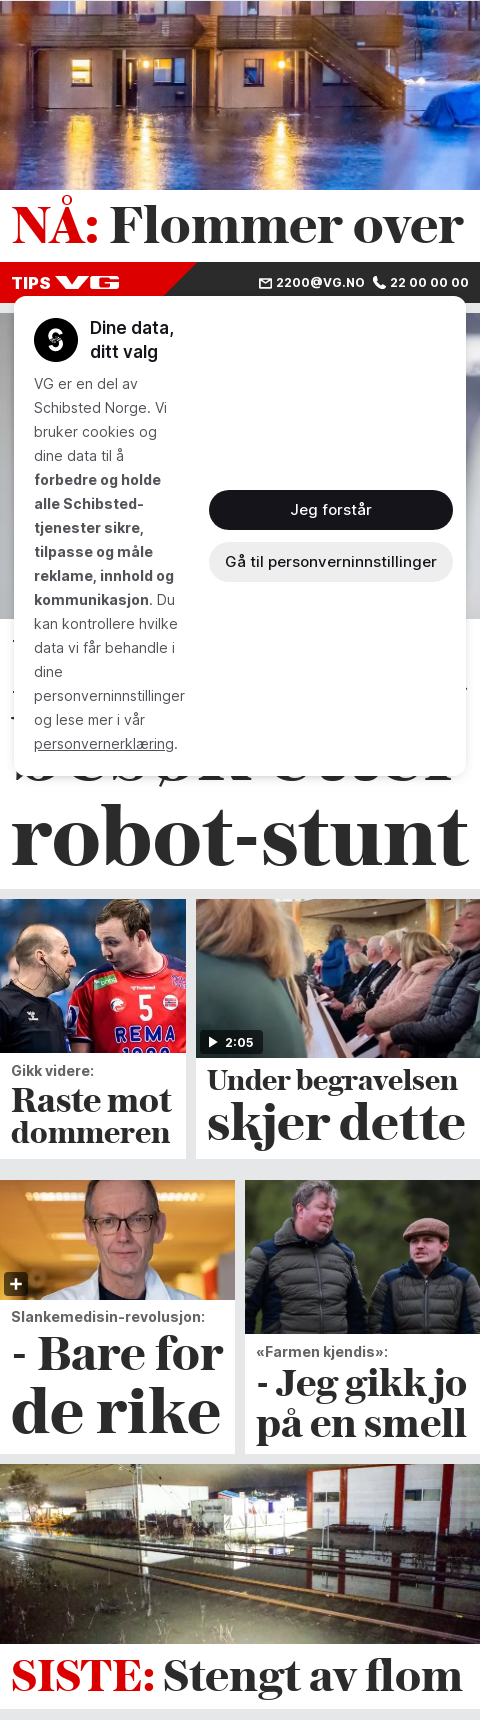 NÅ: Flommer over
TIPS VG 2200@VG.NO 22 00 00 00
Dine data,
ditt valg
VG er en del av
Schibsted Norge. Vi
bruker cookies og
dine data til å
forbedre og holde
alle Schibsted-
tjenester sikre,
tilpasse og måle
reklame, innhold og
kommunikasjon. Du
kan kontrollere hvilke
data vi får behandle i
dine
personverninnstillinger
og lese mer i vår
personvernerklæring.
Jeg forstår
Gå til personverninnstillinger
robot-stunt
5
REMA
2:05
Gikk videre:
Raste mot
dommeren
Under begravelsen
skjer dette
Slankemedisin-revolusjon:
- Bare for
de rike
«Farmen kjendis»:
- Jeg gikk jo
på en smell
SISTE: Stengt av flom